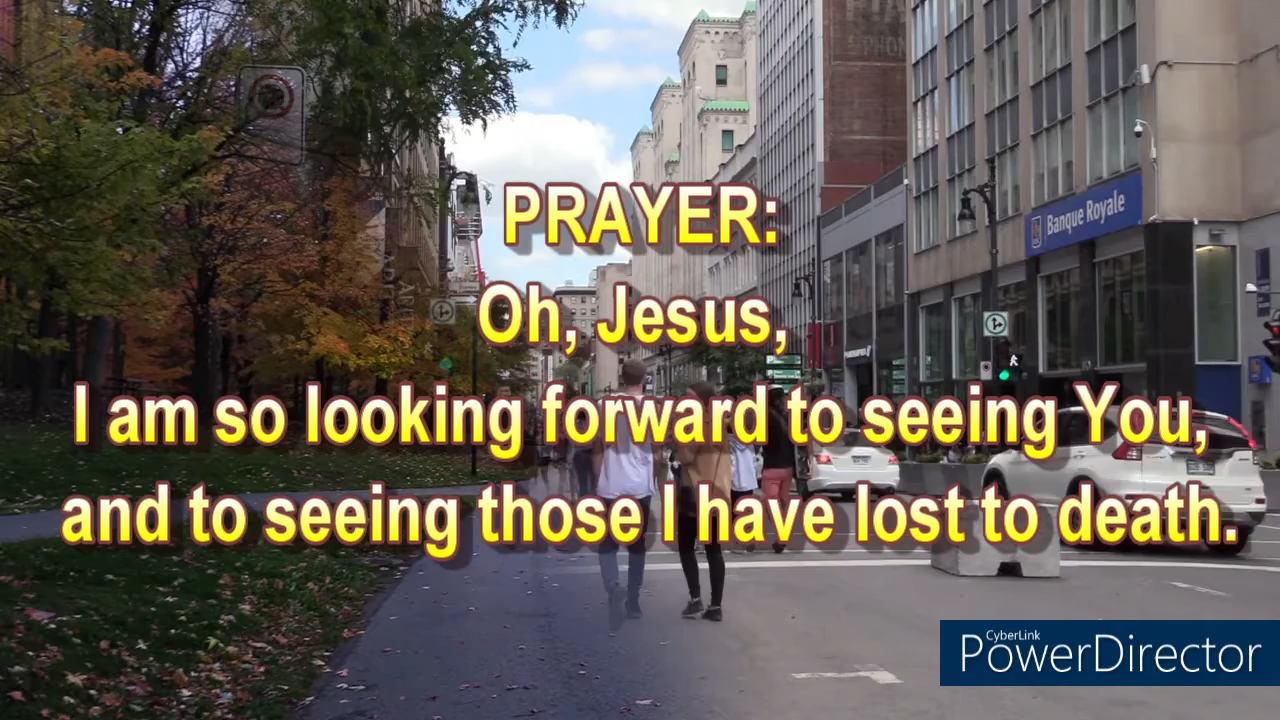 PRAYER:
Oh, Jesus,
I am so looking forward to seeing You,
and to seeing those I have lost to death.
Banque Royale
CyberLink
PowerDirector